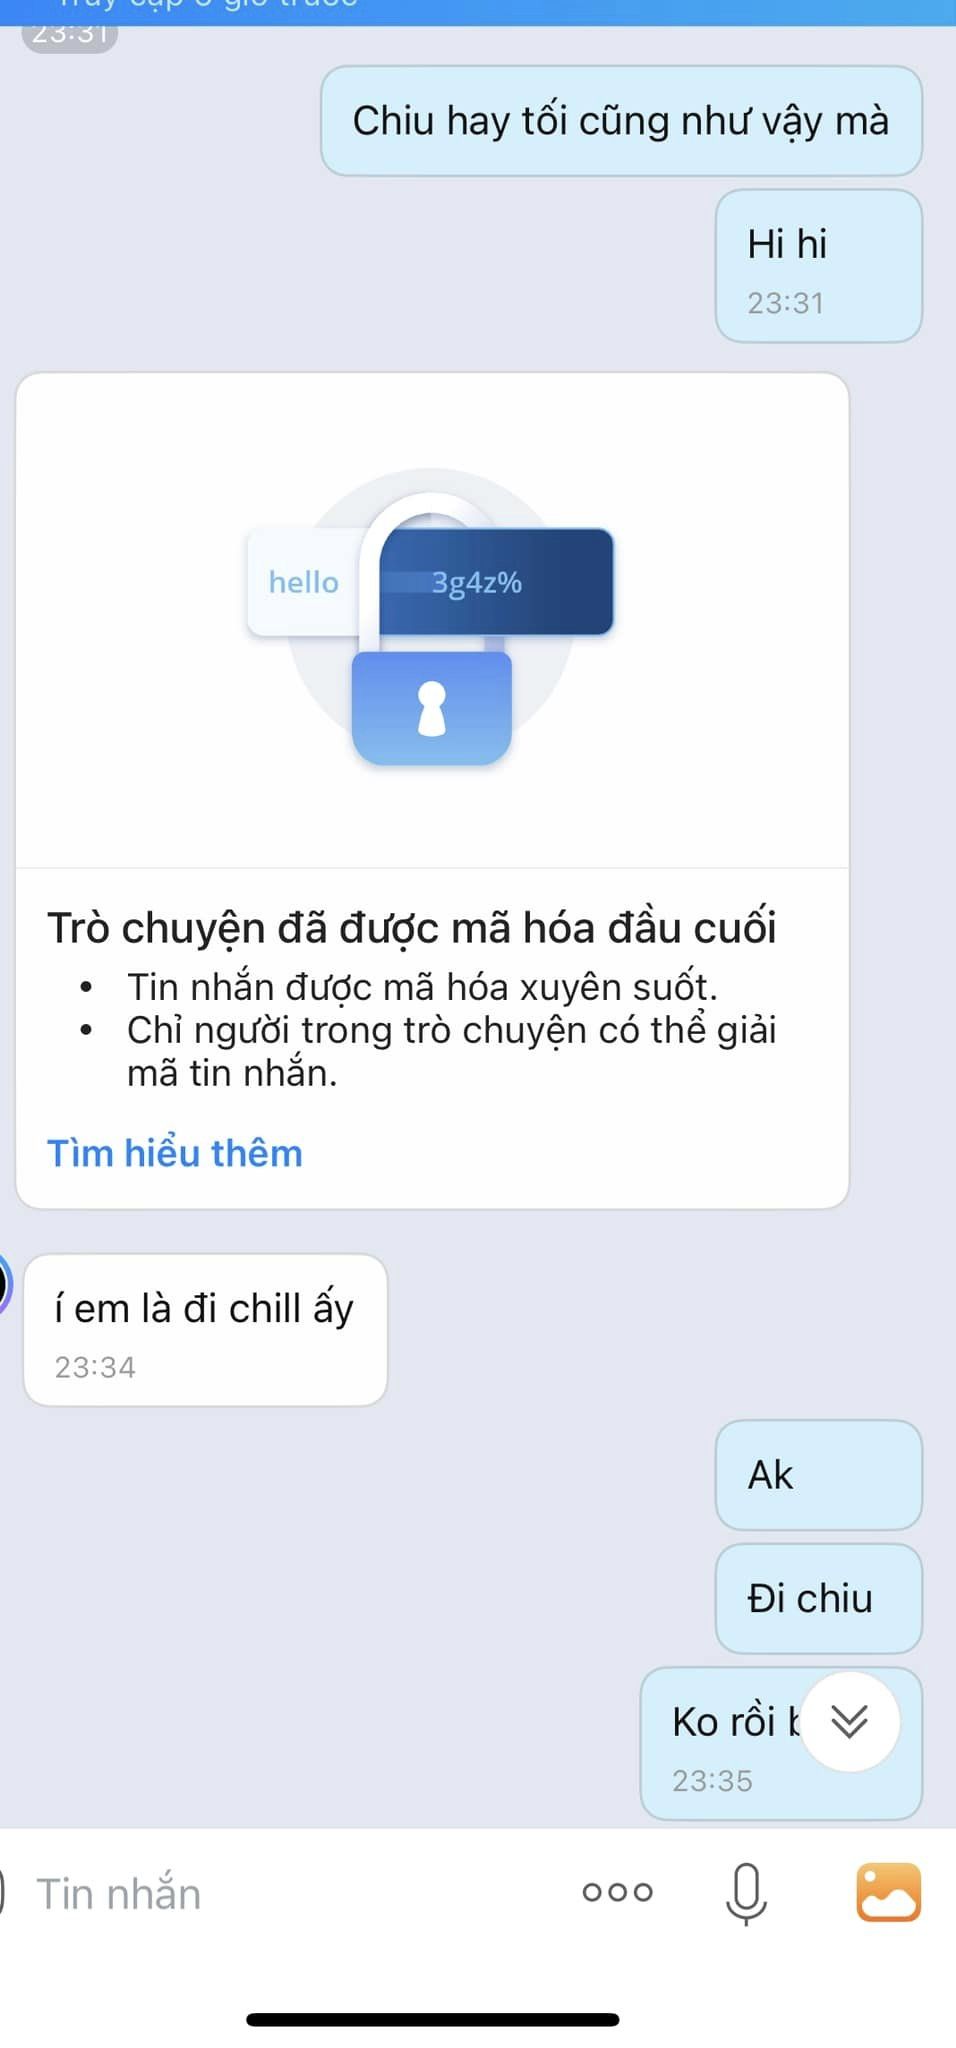 23:31
Chiu hay tối cũng như vậy mà
Hi hi
23:31
hello 3g4z%
Trò chuyện đã được mã hóa đầu cuối
• Tin nhắn được mã hóa xuyên suốt.
• Chỉ người trong trò chuyện có thể giải
mã tin nhắn.
Tìm hiểu thêm
í em là đi chill ấy
23:34
Ak
Đi chiu
Ko rồi
23:35
Tin nhắn